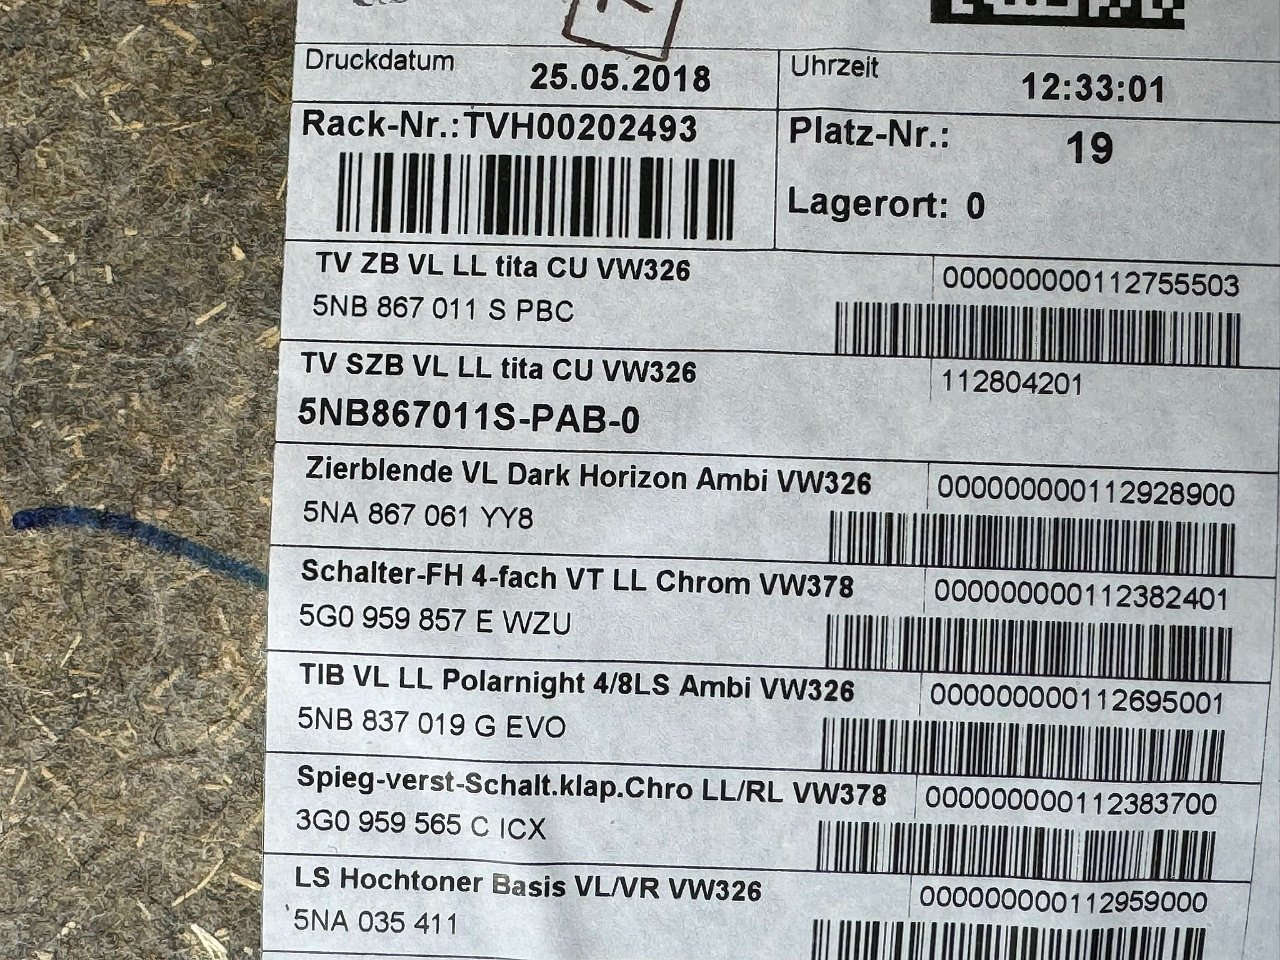 Druckdatum 25.05.2018 Uhrzeit 12:33:01
Rack-Nr.:TVH00202493 Platz-Nr.: 19
Lagerort: 0
TV ZB VL LL tita CU VW326 000000000112755503
5NB 867 011 S PBC
TV SZB VL LL tita CU VW326 112804201
5NB867011S-PAB-0
Zierblende VL Dark Horizon Ambi VW326 000000000112928900
5NA 867 061 YY8
Schalter-FH 4-fach VT LL Chrom VW378 000000000112382401
5G0 959 857 E WZU
TIB VL LL Polarnight 4/8LS Ambi VW326 000000000112695001
5NB 837 019 G EVO
Spieg-verst-Schalt.klap.Chro LL/RL VW378 000000000112383700
3G0 959 565 C ICX
LS Hochtoner Basis VL/VR VW326 000000000112959000
5NA 035 411